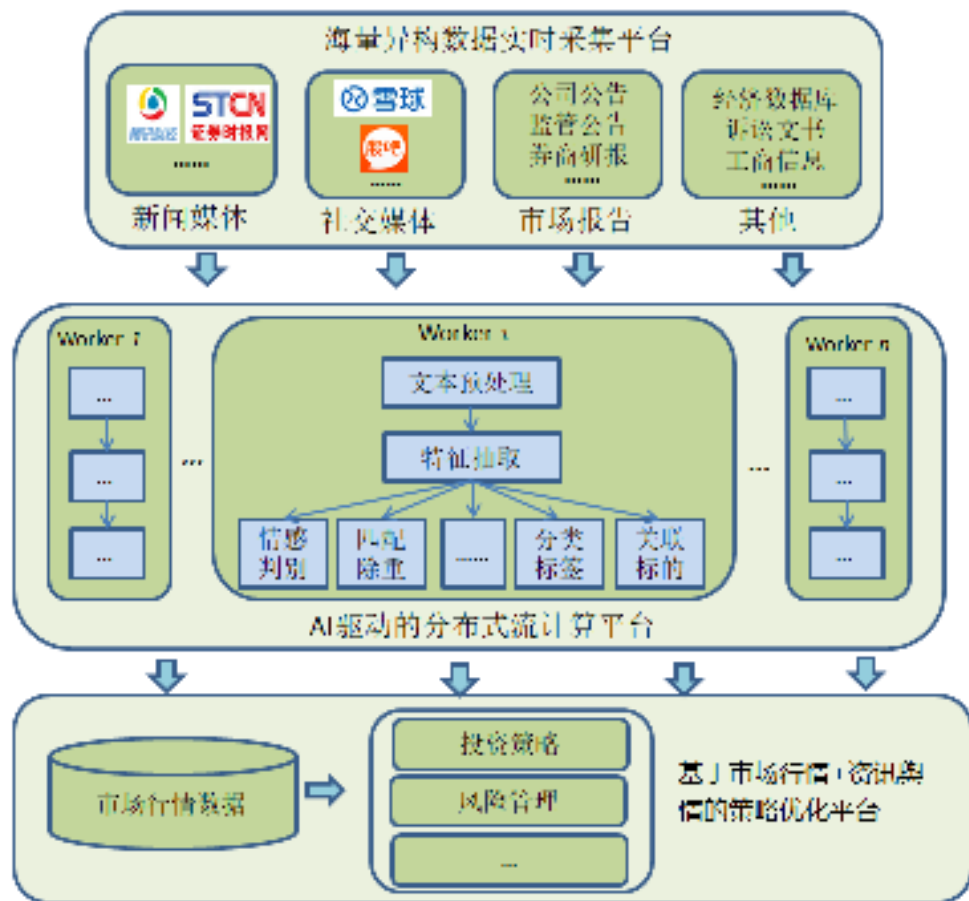 海量异构数据实时采集平台
STCN
证券时报网
......
新闻媒体
雪球
股吧
......
社交媒体
公司公告
监管公告
券商研报
......
市场报告
经济数据库
诉讼文书
工商信息
......
其他
Worker 1
...
...
...
...
Worker i
文本预处理
特征抽取
情感
判别
匹配
除重
......
分类
标签
关联
标的
...
Worker n
...
...
...
AI驱动的分布式流计算平台
市场行情数据
投资策略
风险管理
...
基于市场行情+资讯舆
情的策略优化平台